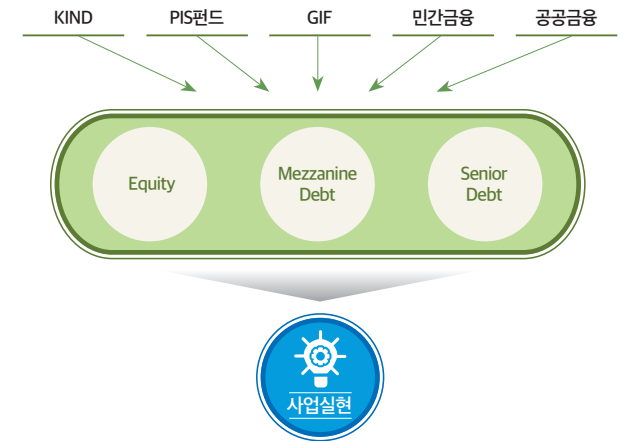 KIND
PIS펀드
GIF
민간금융
공공금융
Equity
Mezzanine
Debt
Senior
Debt
사업실현